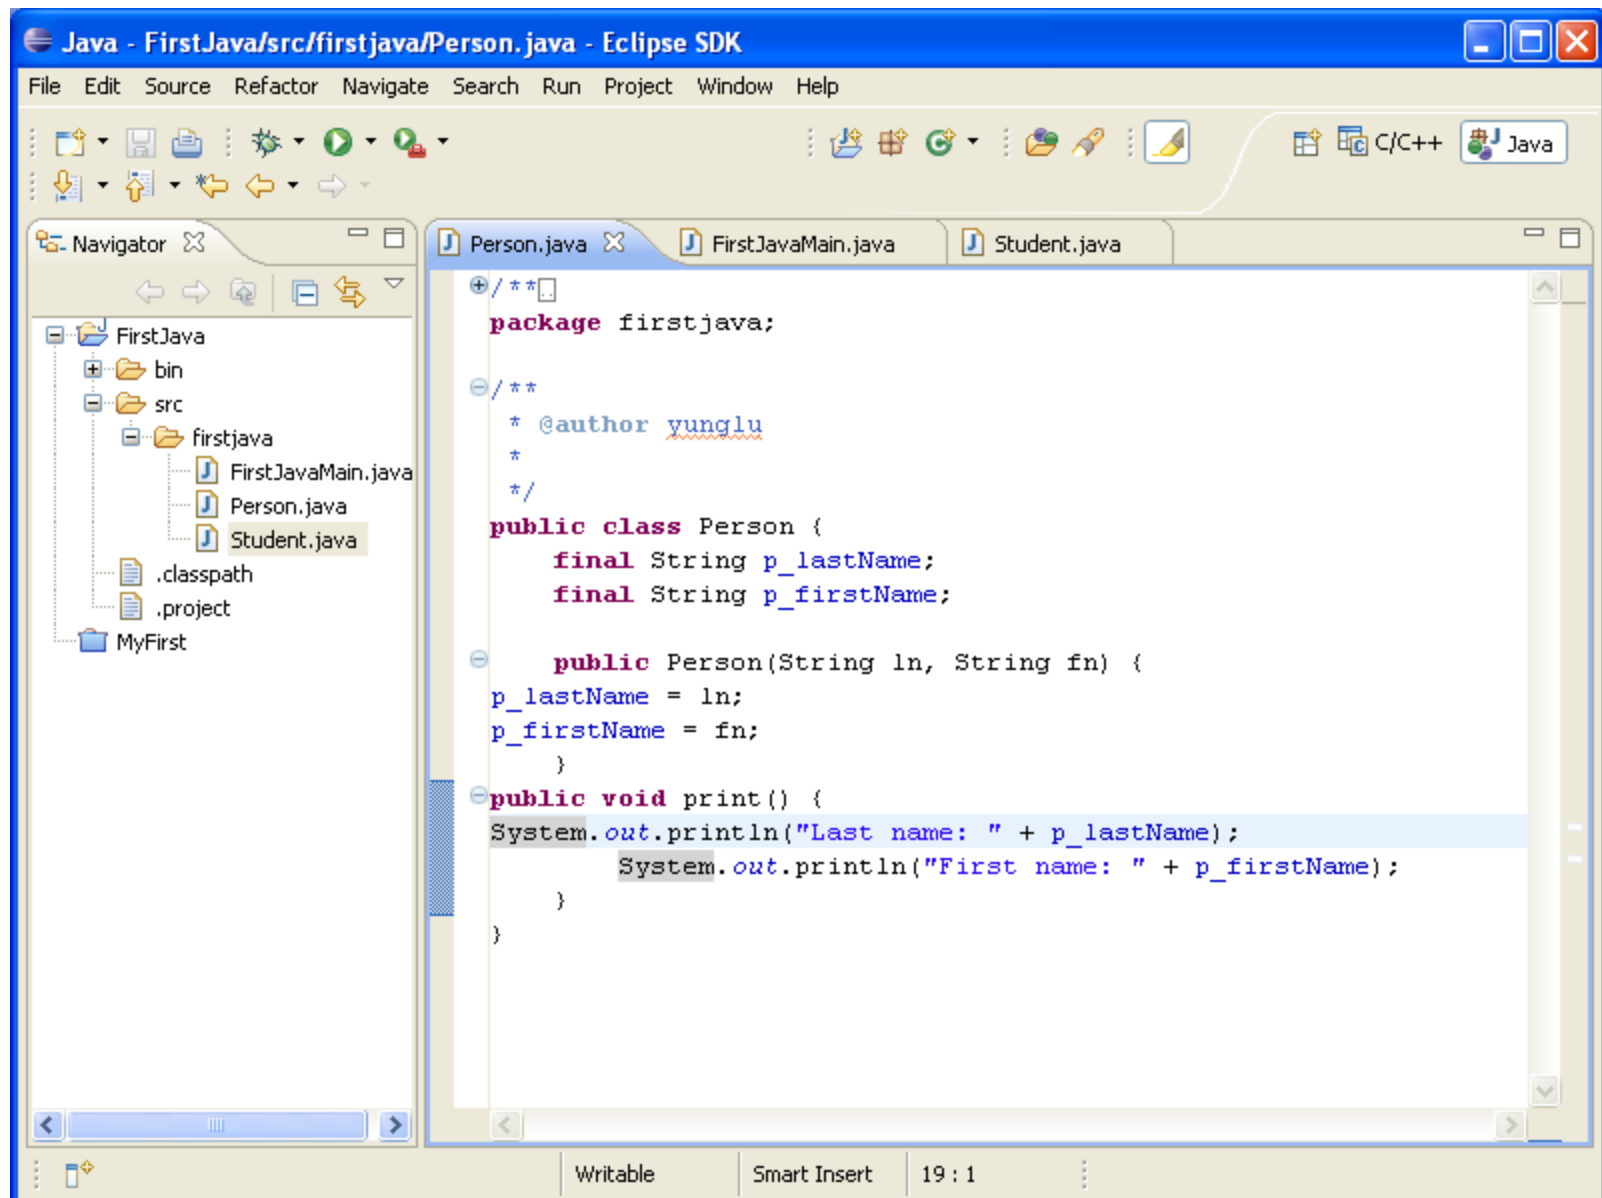 Java - FirstJava/src/firstjava/Person.java - Eclipse SDK
File Edit Source Refactor Navigate Search Run Project Window Help
C/C++ Java
Navigator
Person.java FirstJavaMain.java Student.java
FirstJava
bin
src
firstjava
FirstJavaMain.java
Person.java
Student.java
.classpath
.project
MyFirst
/**
package firstjava;
/**
 * @author yunglu
 *
 */
public class Person {
    final String p_lastName;
    final String p_firstName;
    public Person(String ln, String fn) {
p_lastName = ln;
p_firstName = fn;
    }
public void print() {
System.out.println("Last name: " + p_lastName);
        System.out.println("First name: " + p_firstName);
    }
}
Writable Smart Insert 19 : 1